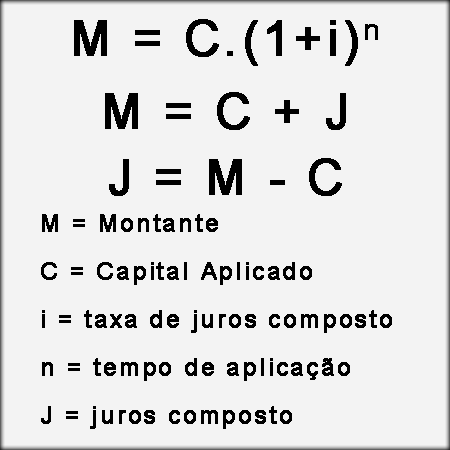 M = C.(1+i)ⁿ
M = C + J
J = M - C
M = Montante
C = Capital Aplicado
i = taxa de juros composto
n = tempo de aplicação
J = juros composto